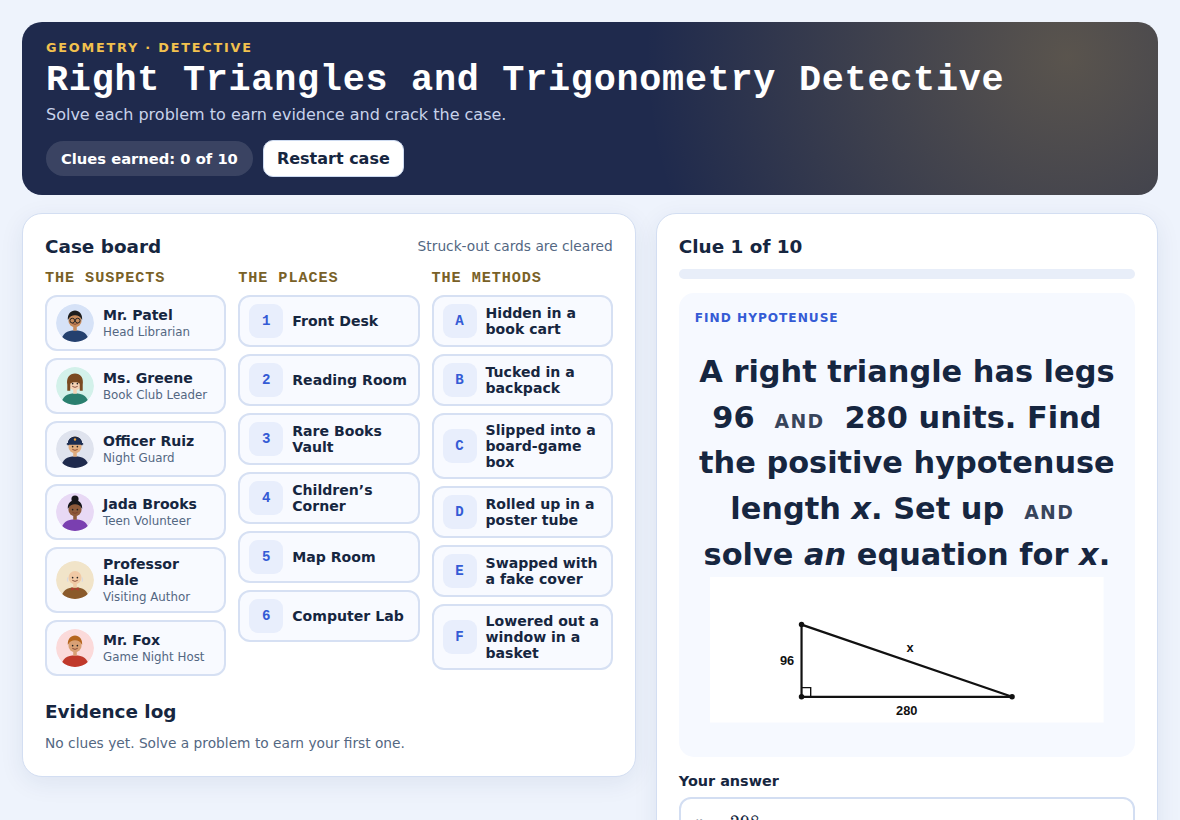 GEOMETRY · DETECTIVE
Right Triangles and Trigonometry Detective
Solve each problem to earn evidence and crack the case.
Clues earned: 0 of 10
Restart case
Case board
Struck-out cards are cleared
THE SUSPECTS
Mr. Patel
Head Librarian
Ms. Greene
Book Club Leader
Officer Ruiz
Night Guard
Jada Brooks
Teen Volunteer
Professor
Hale
Visiting Author
Mr. Fox
Game Night Host
THE PLACES
1 Front Desk
2 Reading Room
3 Rare Books
Vault
4 Children’s
Corner
5 Map Room
6 Computer Lab
THE METHODS
A Hidden in a
book cart
B Tucked in a
backpack
C Slipped into a
board-game
box
D Rolled up in a
poster tube
E Swapped with
a fake cover
F Lowered out a
window in a
basket
Evidence log
No clues yet. Solve a problem to earn your first one.
Clue 1 of 10
FIND HYPOTENUSE
A right triangle has legs
96 AND 280 units. Find
the positive hypotenuse
length x. Set up AND
solve an equation for x.
96
x
280
Your answer